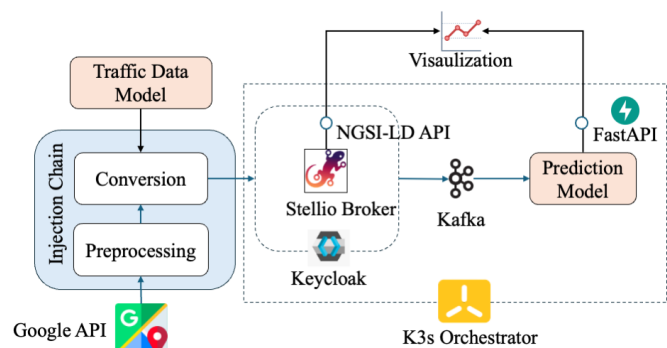 Visaulization
Traffic Data
Model
NGSI-LD API
FastAPI
Injection Chain
Conversion
Stellio Broker
Kafka
Prediction
Model
Preprocessing
Keycloak
Google API
G
K3s Orchestrator